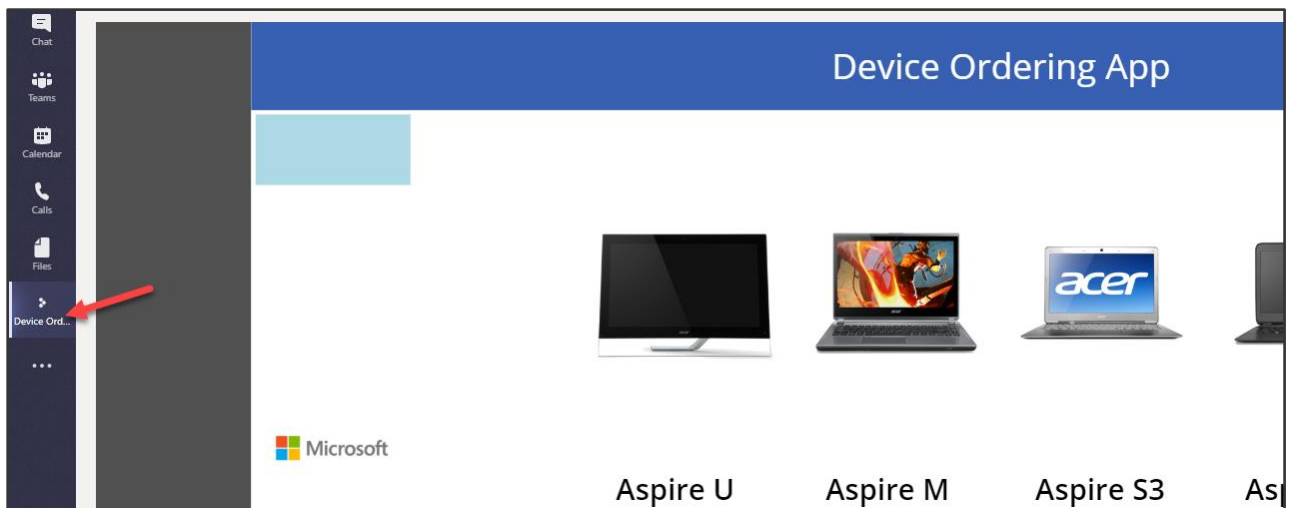 Chat
Teams
Calendar
Calls
Files
Device Ord...
Device Ordering App
acer
Microsoft
Aspire U
Aspire M
Aspire S3